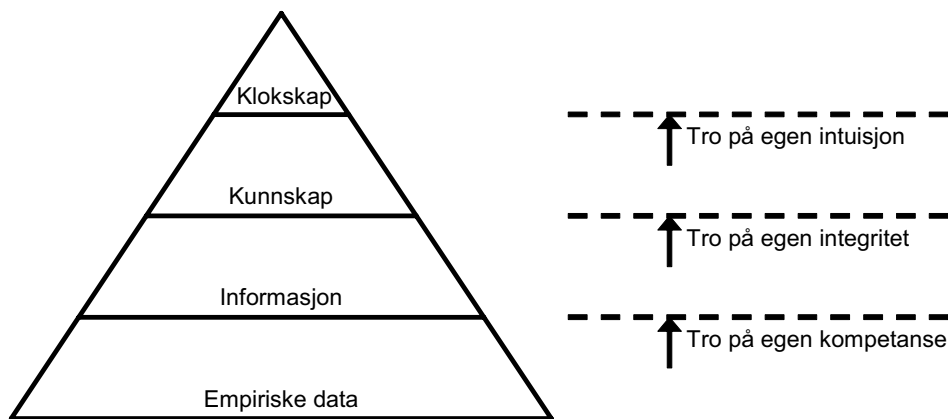 Klokskap
Tro på egen intuisjon
Kunnskap
Tro på egen integritet
Informasjon
Tro på egen kompetanse
Empiriske data